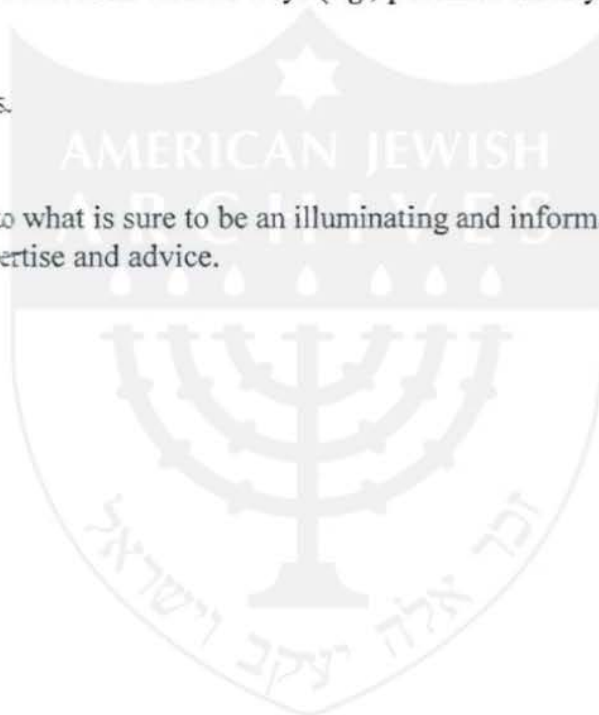 s.
AMERICAN JEWISH
ARCHIVES
o what is sure to be an illuminating and inform
ertise and advice.
זכר אלה יעקב וישראל